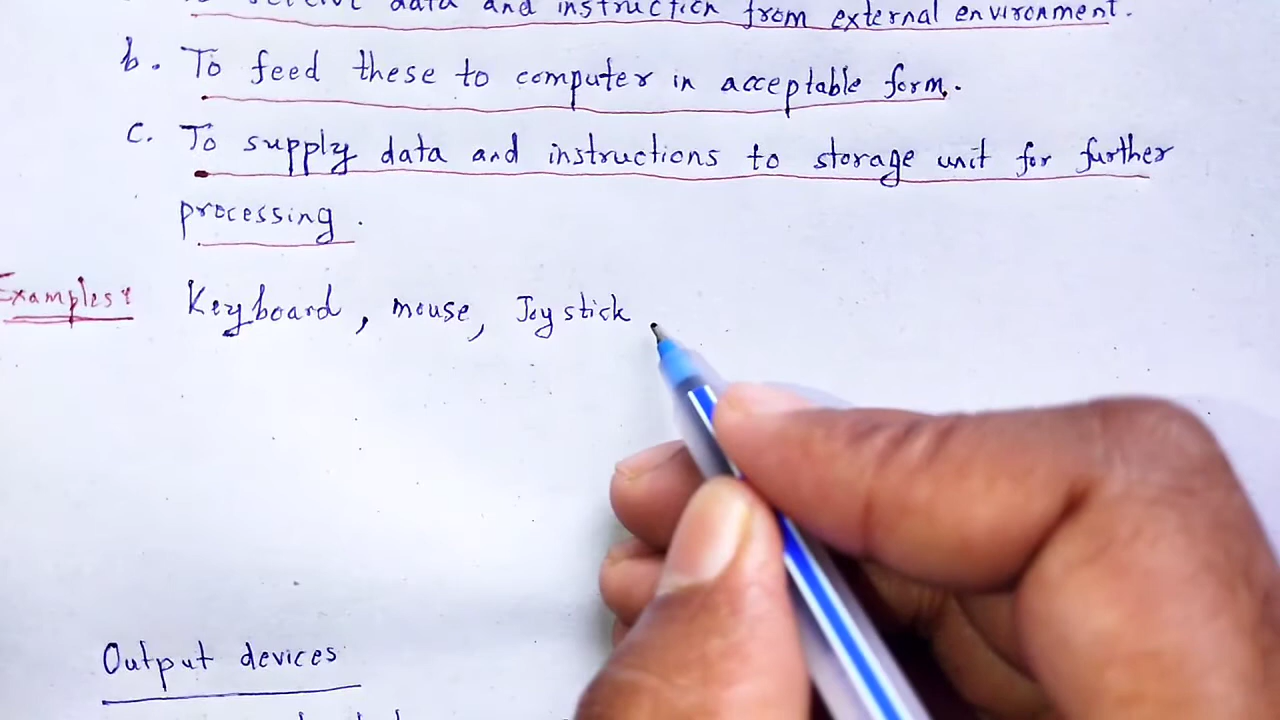 data and instruction from external environment.
b. To feed these to computer in acceptable form.
c. To supply data and instructions to storage unit for further
processing.
Examples: Keyboard, mouse, Joystick
Output devices